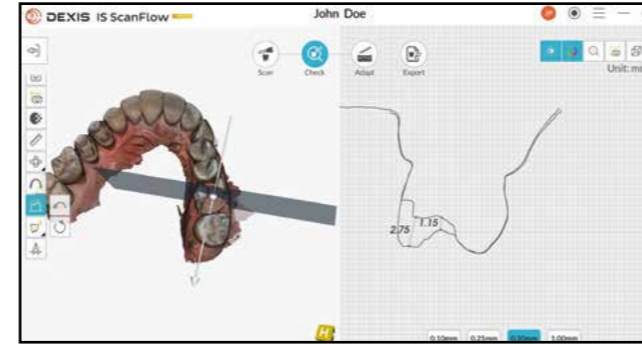 DEXIS IS ScanFlow
John Doe
Scan
Check
Adapt
Export
Unit: m
2.75
1.15
H
0.10mm
0.25mm
0.50mm
1.00mm